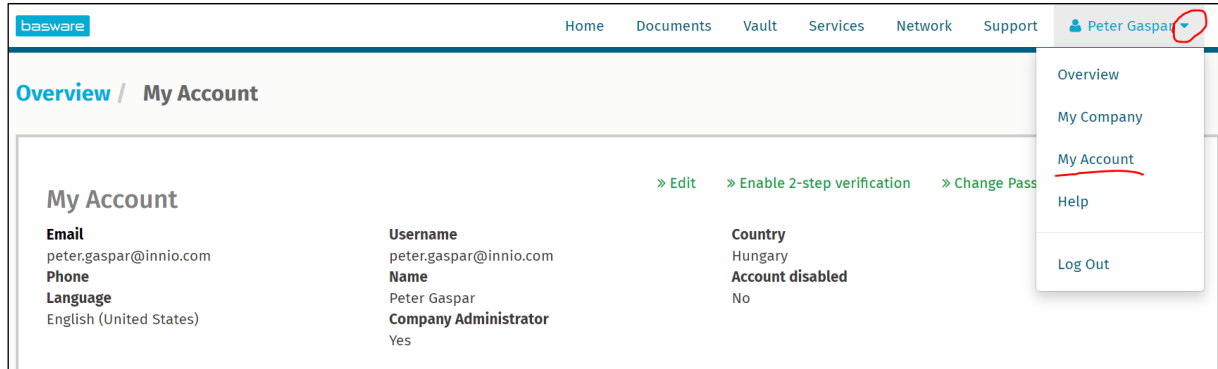 basware
Home Documents Vault Services Network Support Peter Gaspar
Overview / My Account
Overview
My Company
My Account
Help
Log Out
My Account
» Edit » Enable 2-step verification » Change Pass
Email
peter.gaspar@innio.com
Phone
Language
English (United States)
Username
peter.gaspar@innio.com
Name
Peter Gaspar
Company Administrator
Yes
Country
Hungary
Account disabled
No